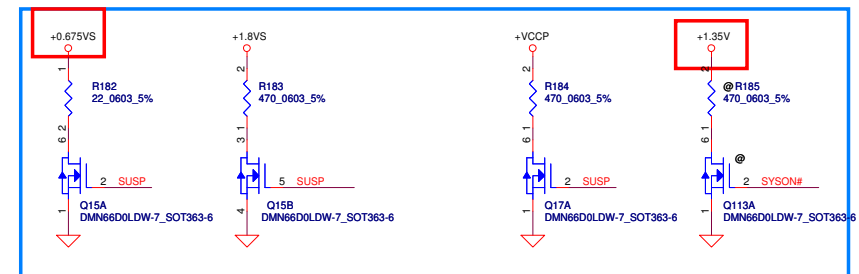 +0.675VS
+1.8VS
+VCCP
+1.35V
1
R182
22_0603_5%
6 2
2 SUSP
Q15A
DMN66D0LDW-7_SOT363-6
1
2
R183
470_0603_5%
3 1
5 SUSP
Q15B
DMN66D0LDW-7_SOT363-6
4
2
R184
470_0603_5%
6 1
2 SUSP
Q17A
DMN66D0LDW-7_SOT363-6
1
2
@R185
470_0603_5%
6 1
@
2 SYSON#
Q113A
DMN66D0LDW-7_SOT363-6
1